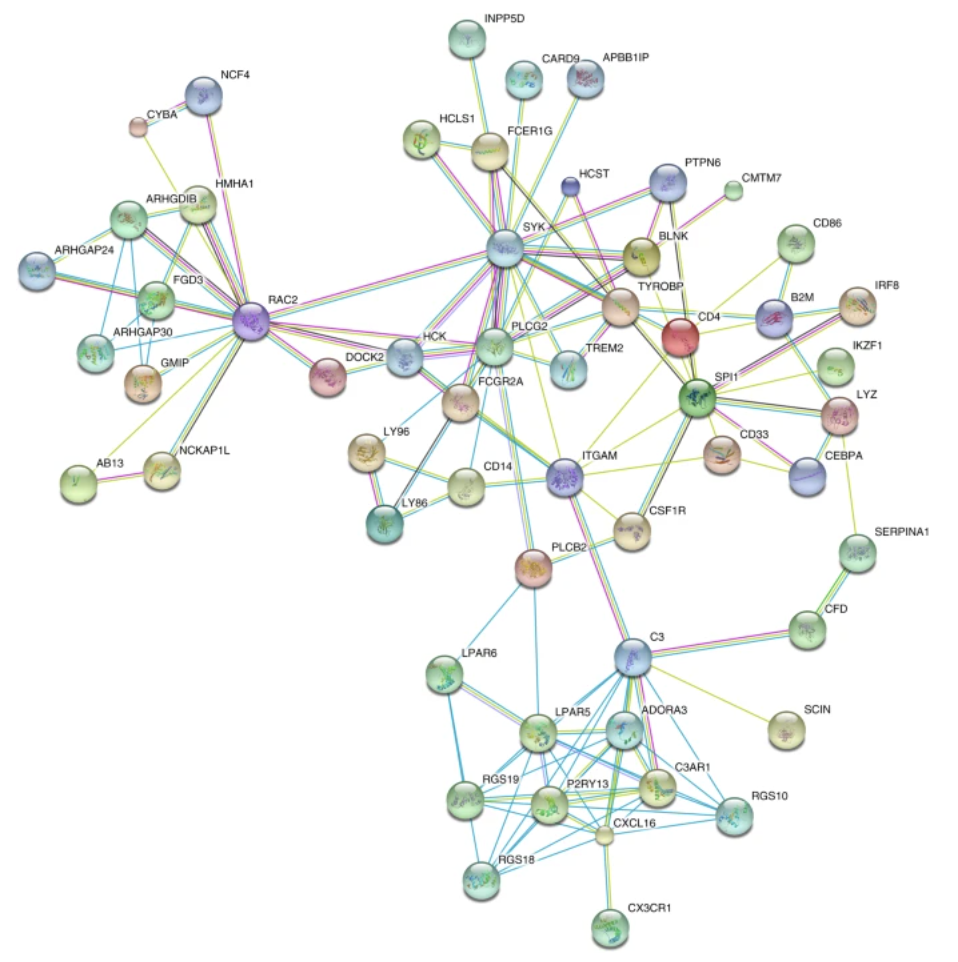 INPP5D
CARD9
APBB1IP
NCF4
CYBA
HCLS1
FCER1G
HCST
PTPN6
CMTM7
HMHA1
ARHGDIB
SYK
BLNK
CD86
ARHGAP24
FGD3
RAC2
TYROBP
CD4
B2M
IRF8
ARHGAP30
HCK
PLCG2
TREM2
IKZF1
GMIP
DOCK2
FCGR2A
SPI1
LYZ
LY96
CD33
CEBPA
AB13
NCKAP1L
CD14
ITGAM
LY86
CSF1R
SERPINA1
PLCB2
CFD
C3
LPAR6
LPAR5
ADORA3
SCIN
RGS19
P2RY13
C3AR1
RGS10
CXCL16
RGS18
CX3CR1